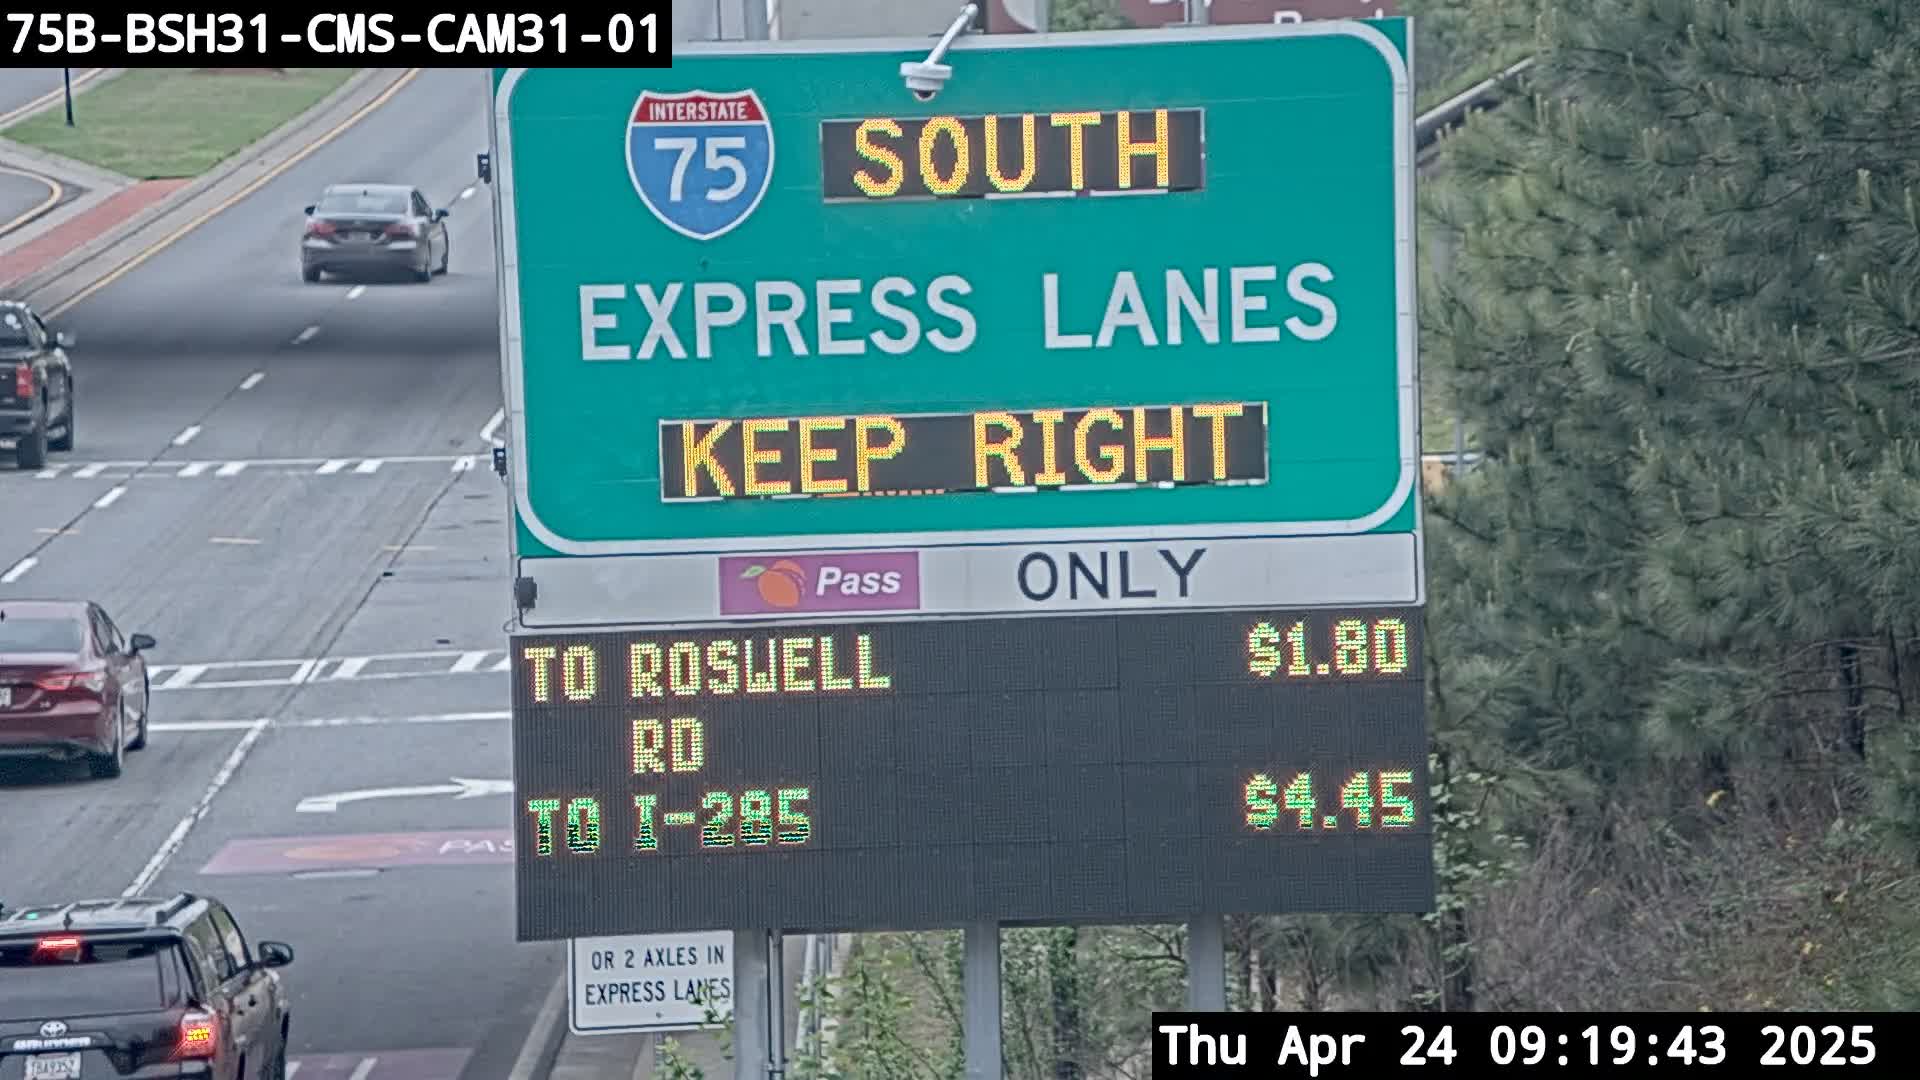 75B-BSH31-CMS-CAM31-01
INTERSTATE
75
SOUTH
EXPRESS LANES
KEEP RIGHT
Pass ONLY
TO ROSWELL $1.80
RD
TO I-285 $4.45
OR 2 AXLES IN
EXPRESS LANES
Thu Apr 24 09:19:43 2025